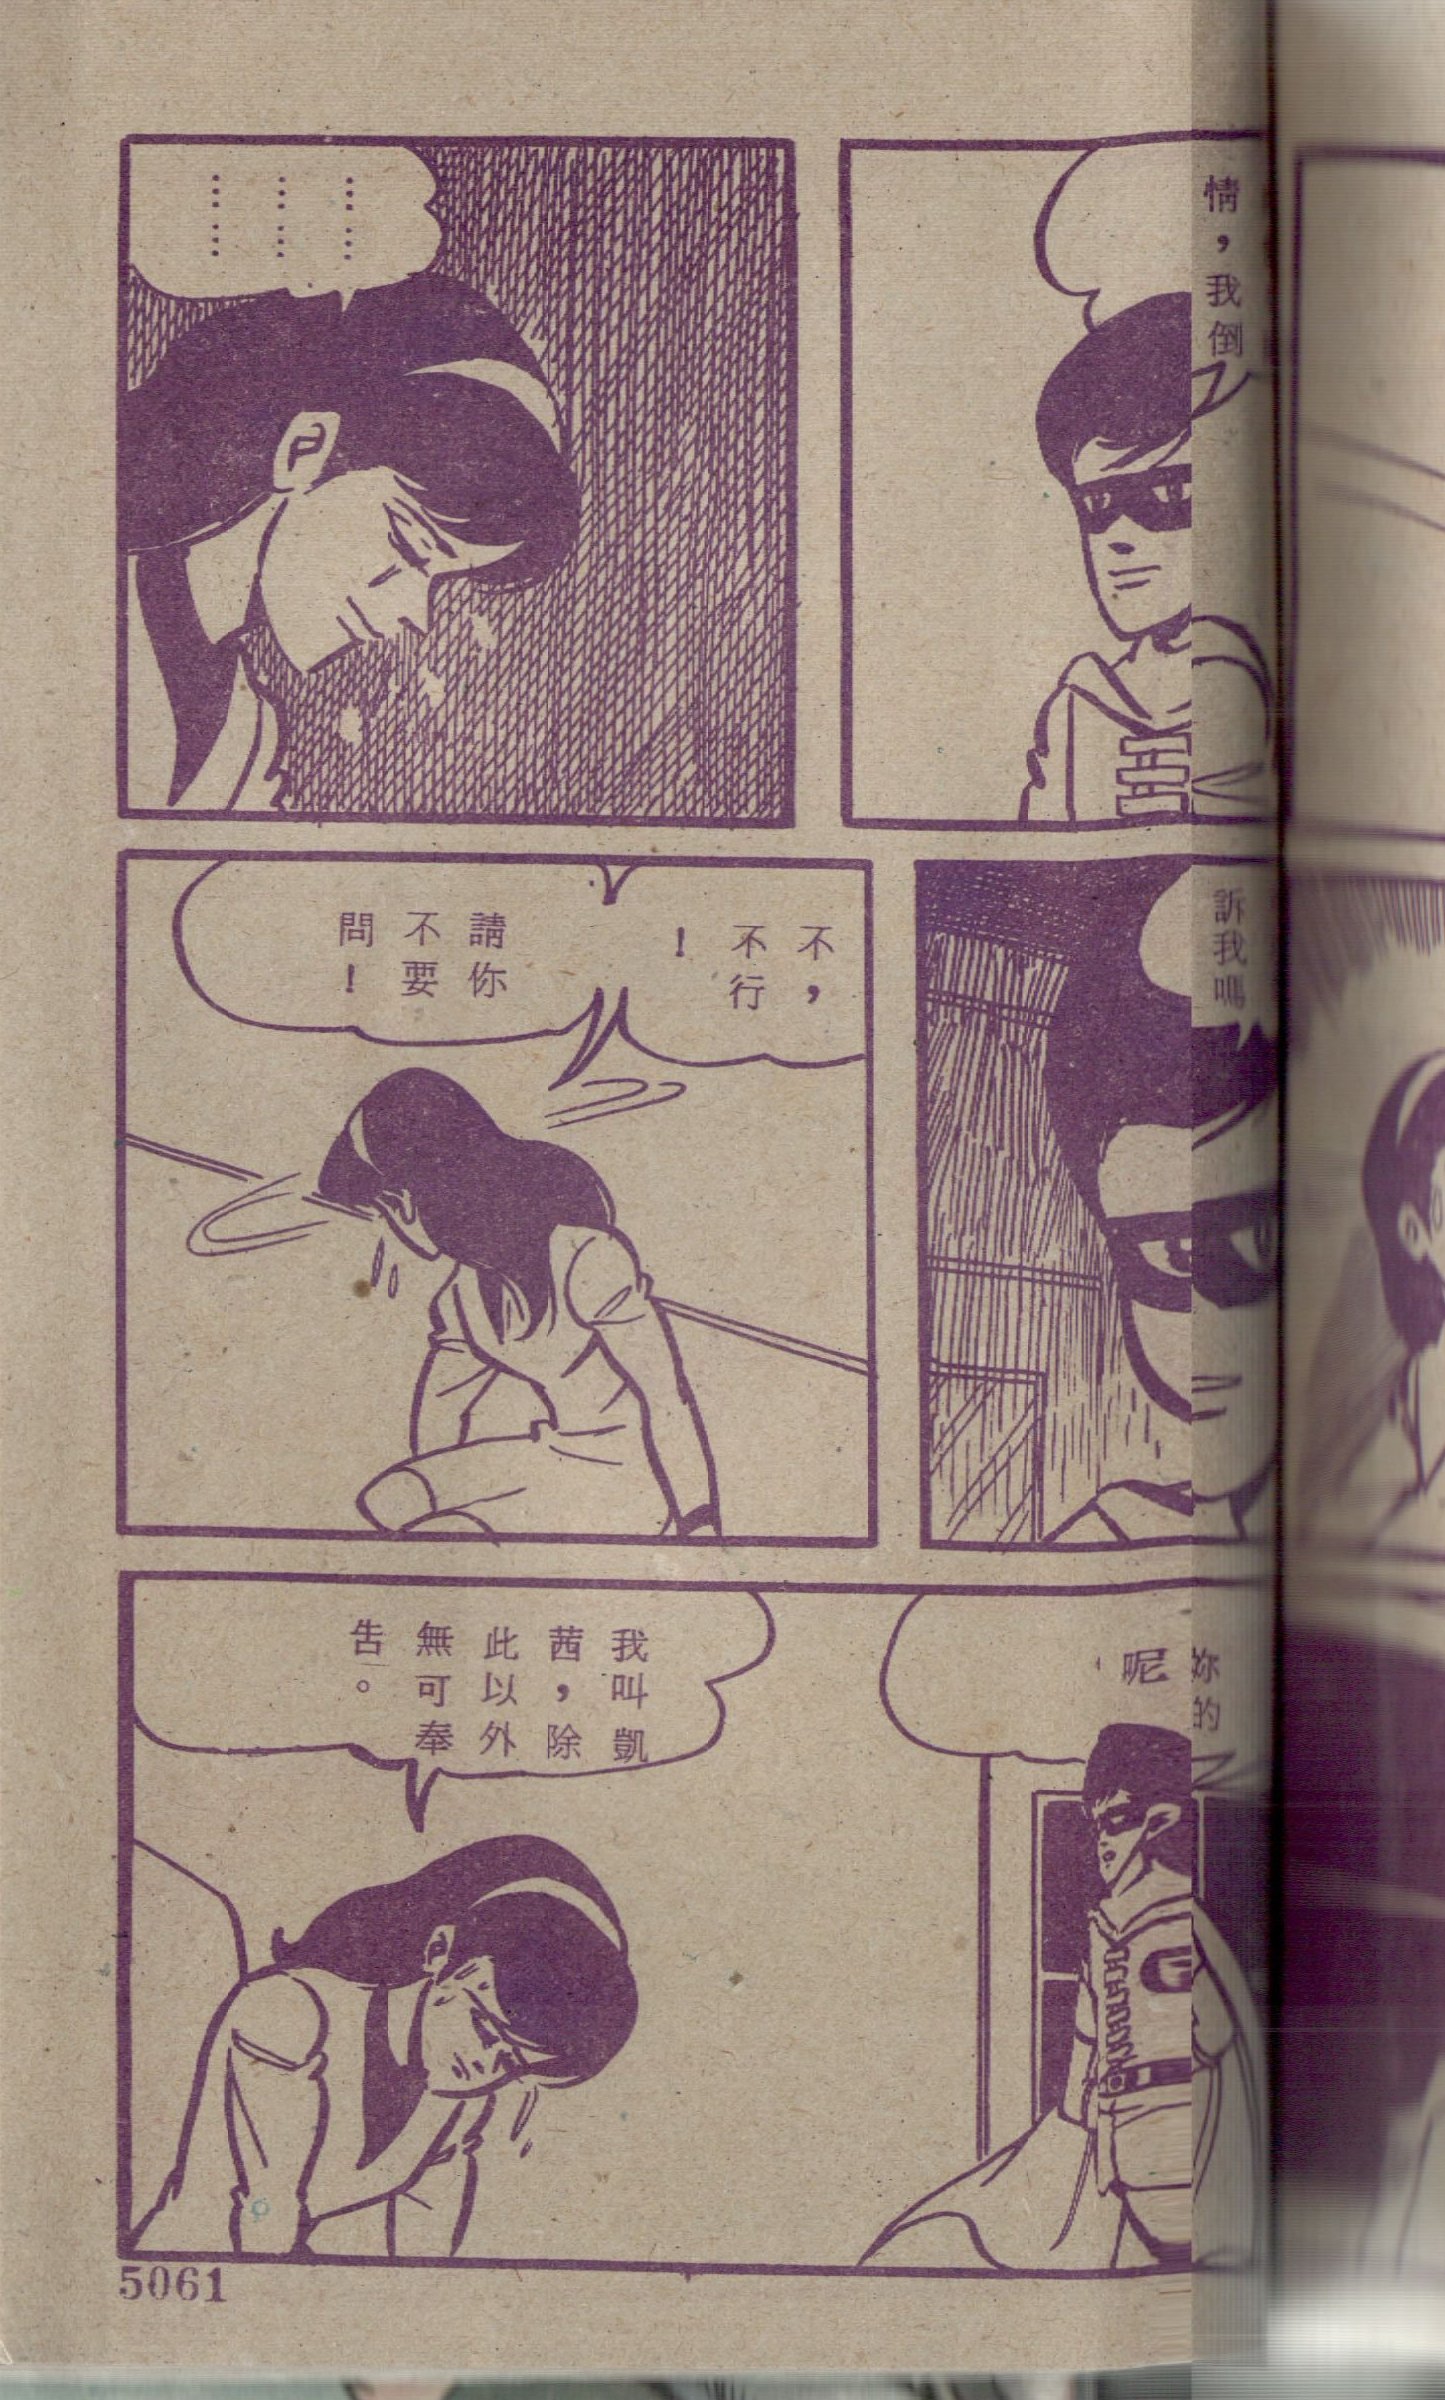 情，我倒
……
……
……
訴我嗎
不，
不行
！
請你
不要
問！
妳的
呢
我叫凱
茜，除
此以外
無可奉
告。
5061